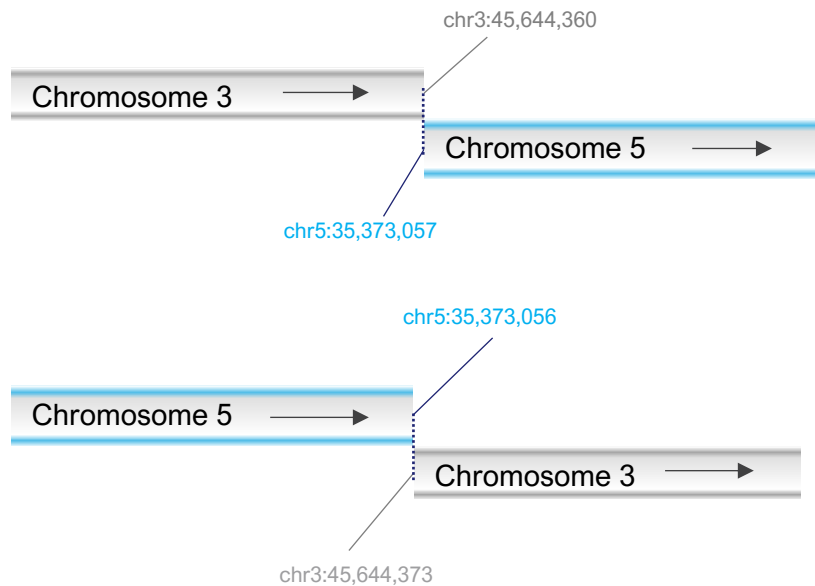 chr3:45,644,360
Chromosome 3
Chromosome 5
chr5:35,373,057
chr5:35,373,056
Chromosome 5
Chromosome 3
chr3:45,644,373